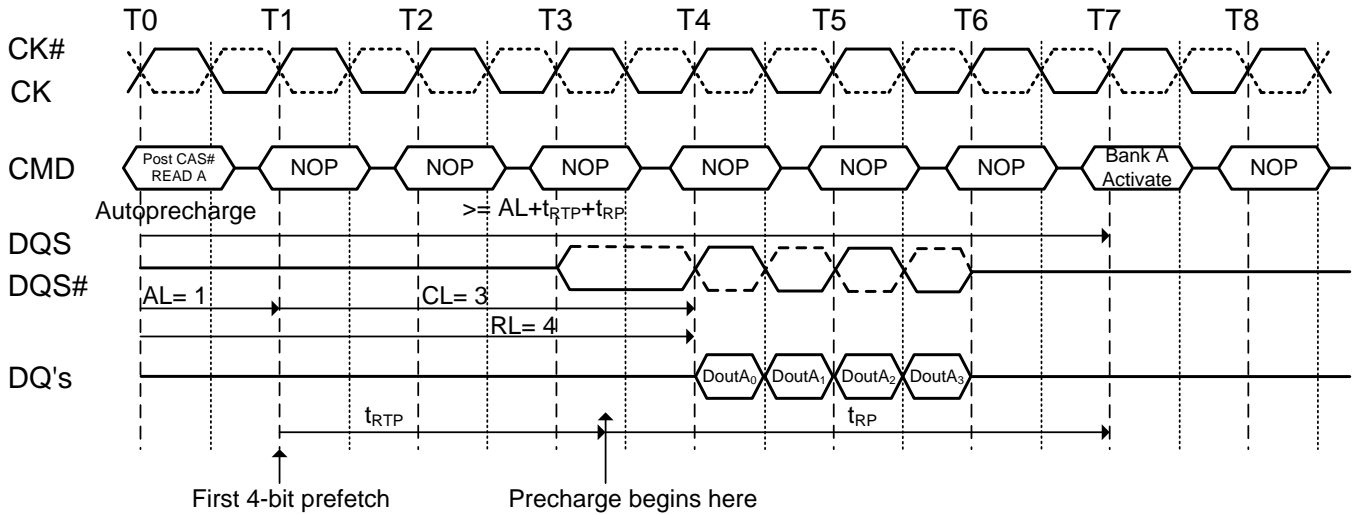 T0 T1 T2 T3 T4 T5 T6 T7 T8
CK#
CK
CMD
Post CAS#
READ A
NOP NOP NOP NOP NOP NOP
Bank A
Activate
NOP
Autoprecharge
>= AL+tRTP+tRP
DQS
DQS#
AL= 1
CL= 3
RL= 4
DQ's
DoutA0 DoutA1 DoutA2 DoutA3
tRTP
tRP
First 4-bit prefetch
Precharge begins here